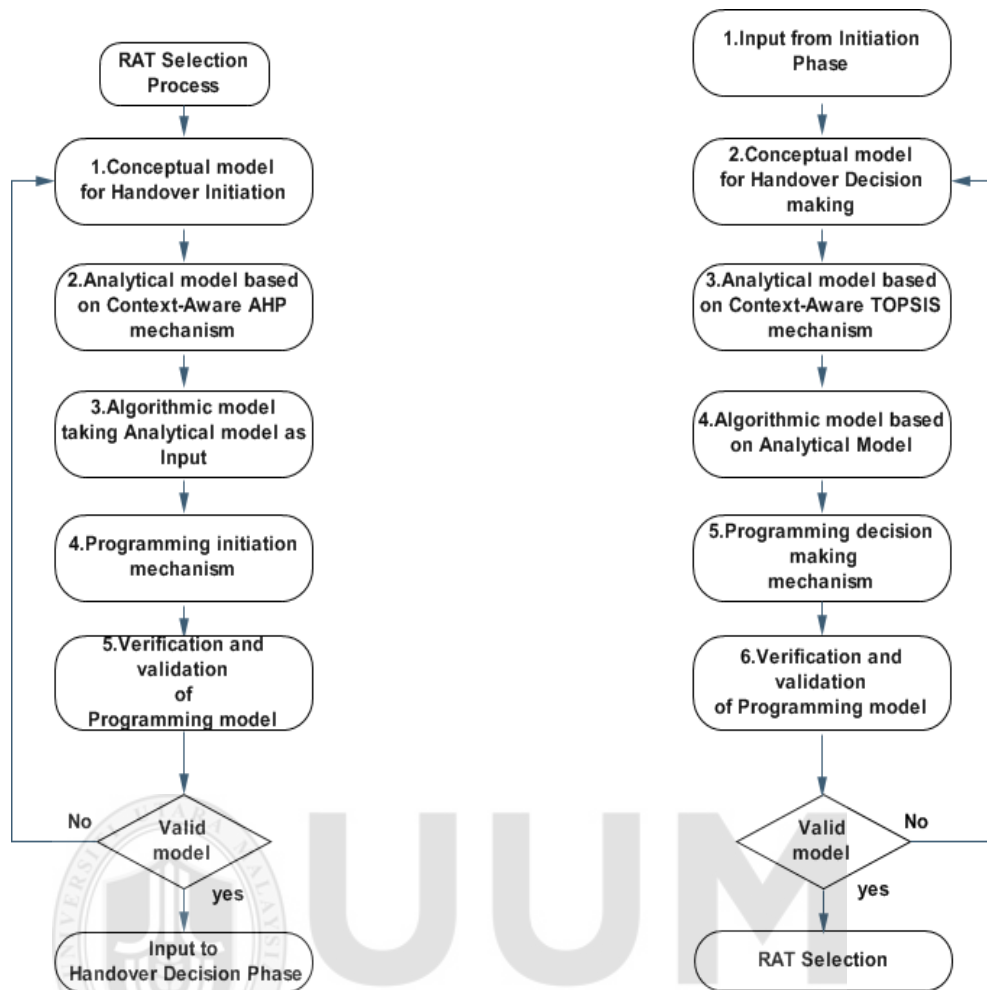 RAT Selection
Process
1.Conceptual model
for Handover Initiation
2.Analytical model based
on Context-Aware AHP
mechanism
3.Algorithmic model
taking Analytical model as
Input
4.Programming initiation
mechanism
5.Verification and
validation
of
Programming model
No
Valid
model
yes
Input to
Handover Decision Phase
1.Input from Initiation
Phase
2.Conceptual model
for Handover Decision
making
3.Analytical model based
on Context-Aware TOPSIS
mechanism
4.Algorithmic model based
on Analytical Model
5.Programming decision
making
mechanism
6.Verification and
validation
of Programming model
Valid
model
No
yes
RAT Selection
UUM